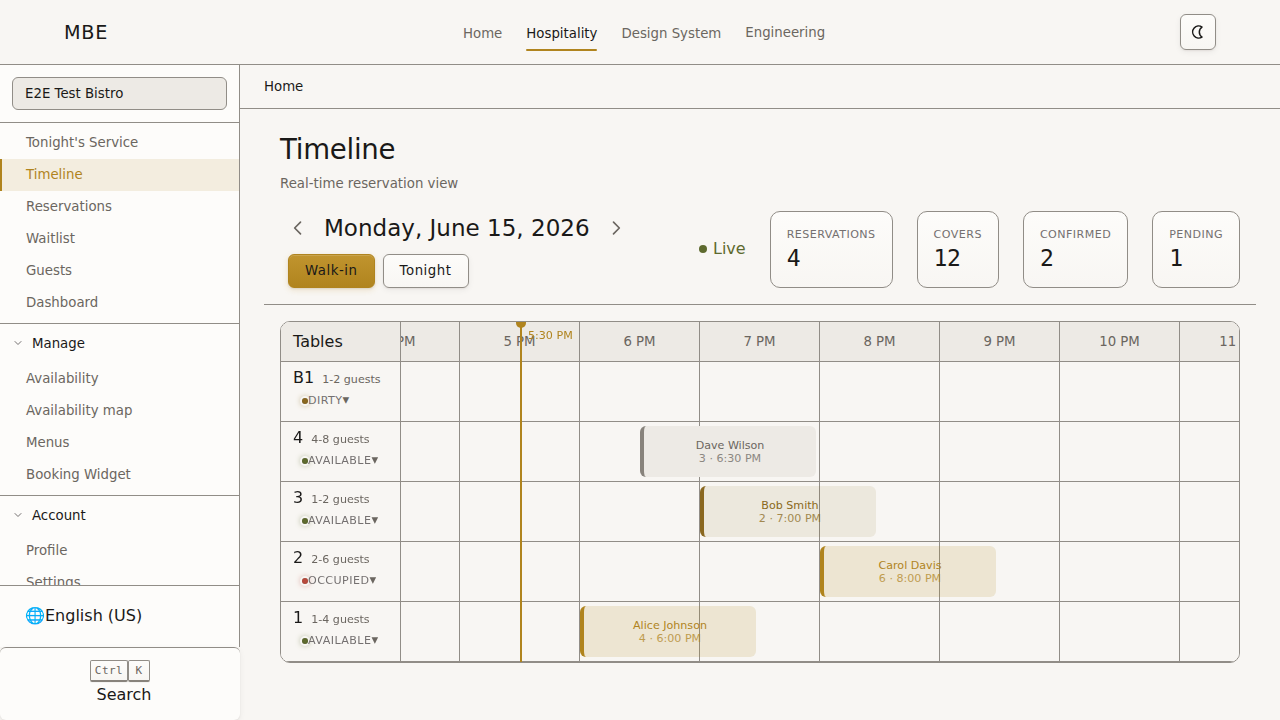 MBE
Home
Hospitality
Design System
Engineering
E2E Test Bistro
Tonight's Service
Timeline
Reservations
Waitlist
Guests
Dashboard
Manage
Availability
Availability map
Menus
Booking Widget
Account
Profile
Settings
🌐English (US)
Ctrl K
Search
Home
Timeline
Real-time reservation view
Monday, June 15, 2026
Walk-in
Tonight
Live
RESERVATIONS
4
COVERS
12
CONFIRMED
2
PENDING
1
Tables
PM
5 PM
5:30 PM
6 PM
7 PM
8 PM
9 PM
10 PM
11
B1 1-2 guests
DIRTY▼
4 4-8 guests
AVAILABLE▼
Dave Wilson
3 · 6:30 PM
3 1-2 guests
AVAILABLE▼
Bob Smith
2 · 7:00 PM
2 2-6 guests
OCCUPIED▼
Carol Davis
6 · 8:00 PM
1 1-4 guests
AVAILABLE▼
Alice Johnson
4 · 6:00 PM